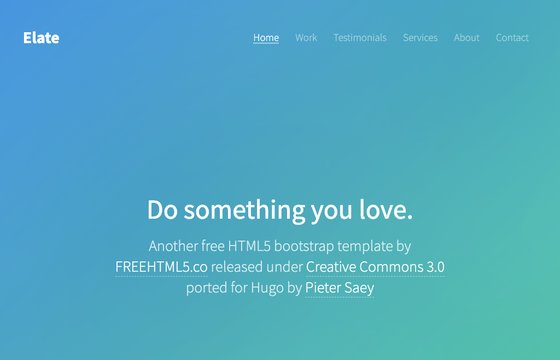 Elate
Home Work Testimonials Services About Contact
Do something you love.
Another free HTML5 bootstrap template by
FREEHTML5.co released under Creative Commons 3.0
ported for Hugo by Pieter Saey